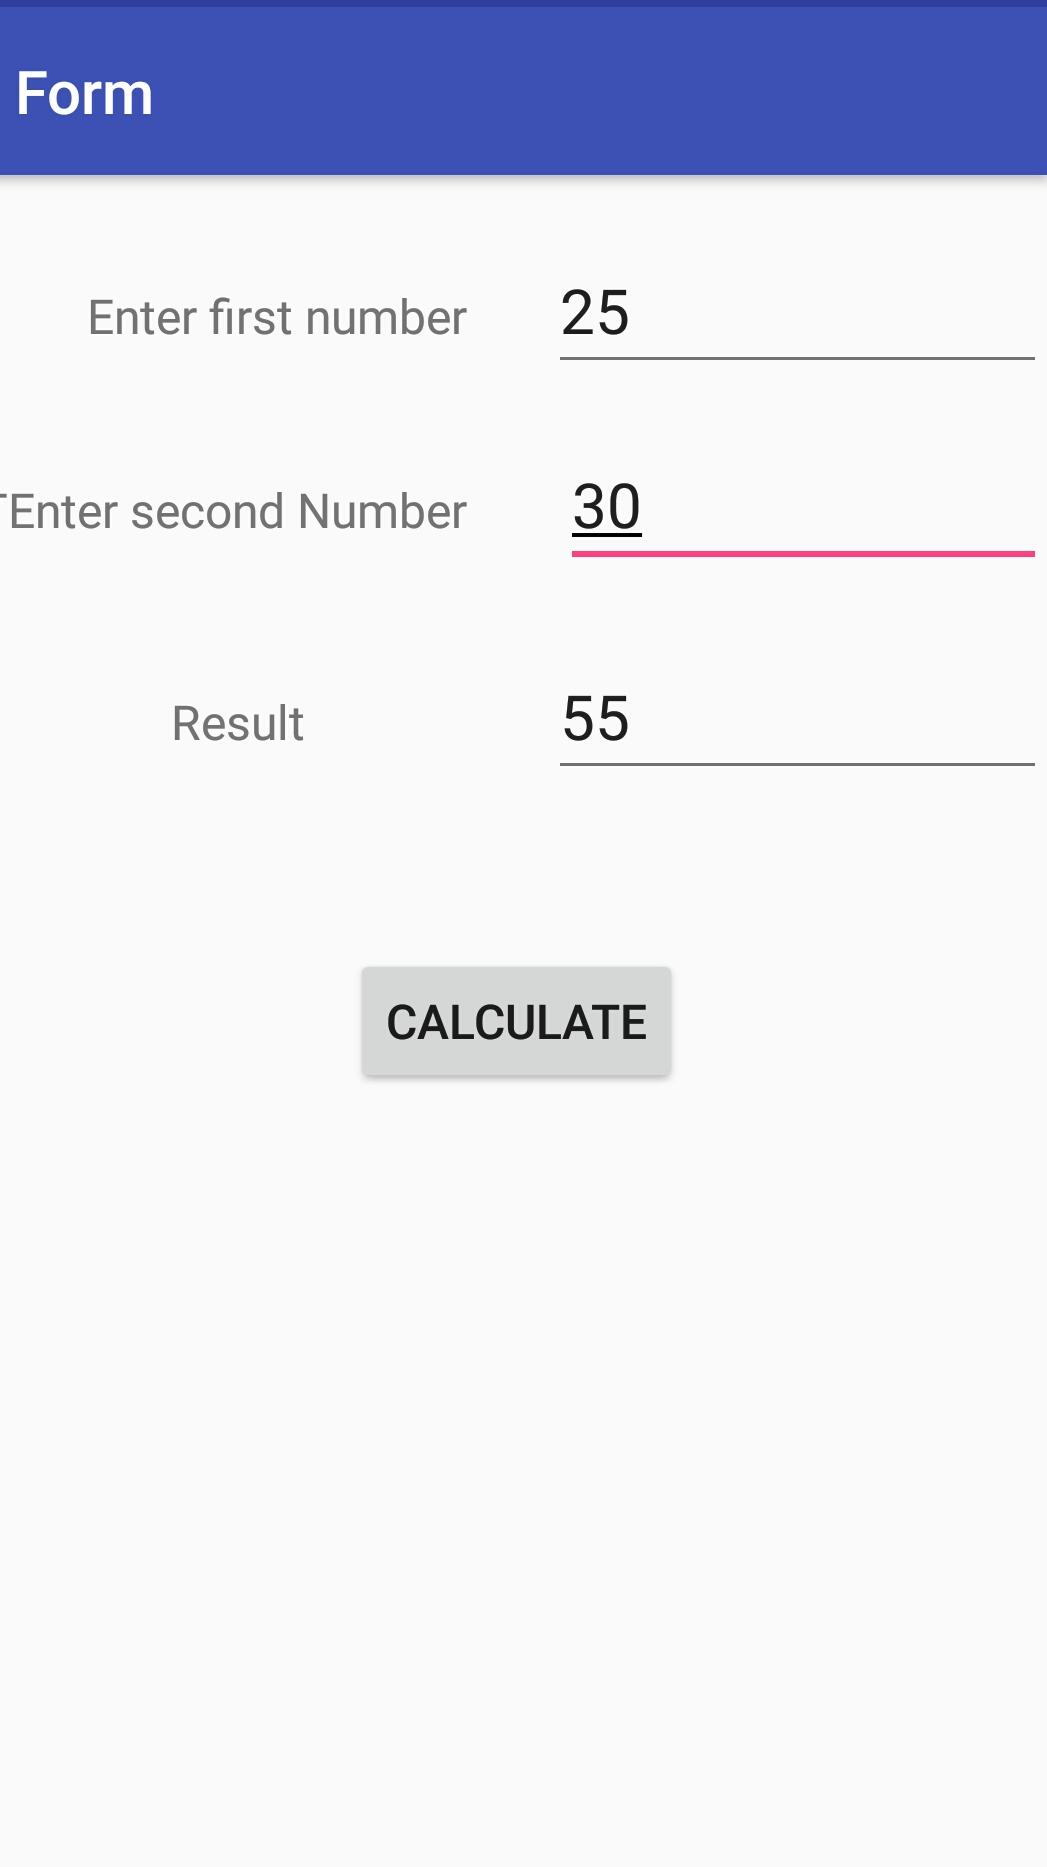 Form
Enter first number 25
TEnter second Number 30
Result 55
CALCULATE